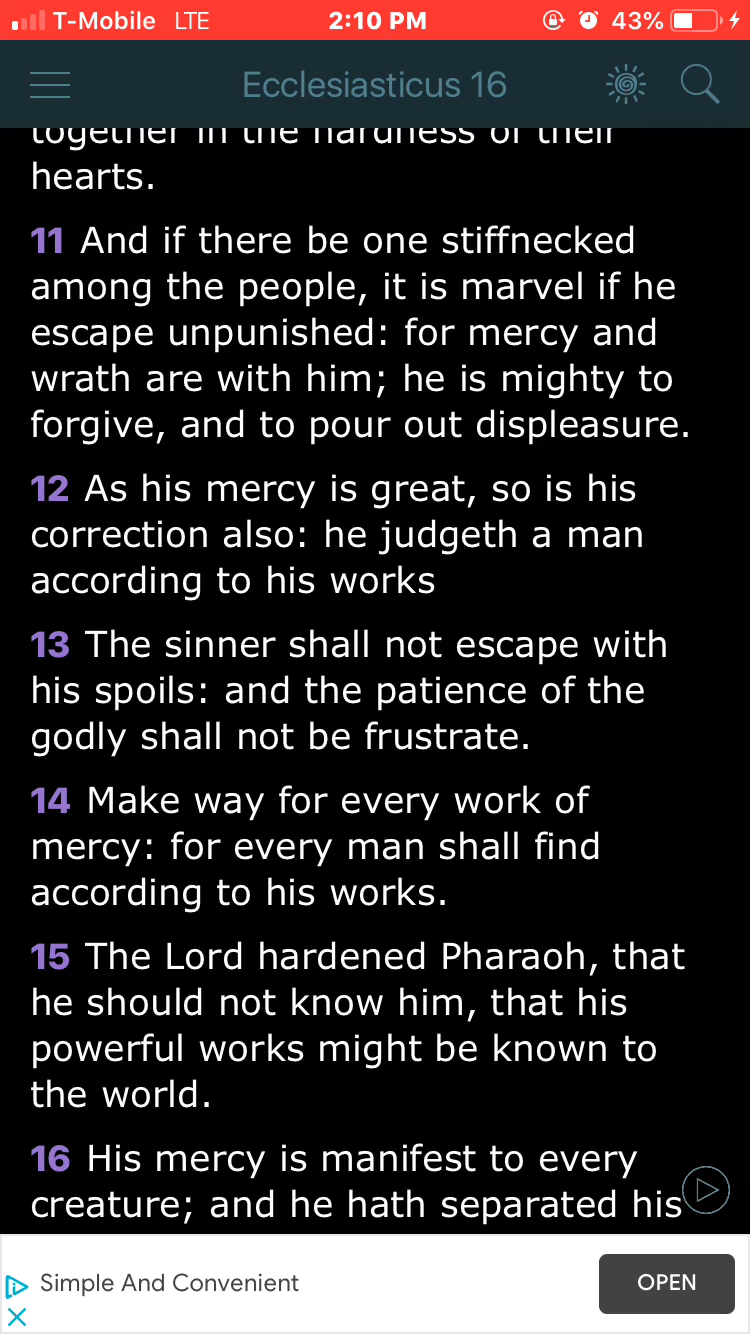 T-Mobile LTE 2:10 PM 43%
Ecclesiasticus 16
together in the hardness of their
hearts.
11 And if there be one stiffnecked
among the people, it is marvel if he
escape unpunished: for mercy and
wrath are with him; he is mighty to
forgive, and to pour out displeasure.
12 As his mercy is great, so is his
correction also: he judgeth a man
according to his works
13 The sinner shall not escape with
his spoils: and the patience of the
godly shall not be frustrate.
14 Make way for every work of
mercy: for every man shall find
according to his works.
15 The Lord hardened Pharaoh, that
he should not know him, that his
powerful works might be known to
the world.
16 His mercy is manifest to every
creature; and he hath separated his
Simple And Convenient
OPEN